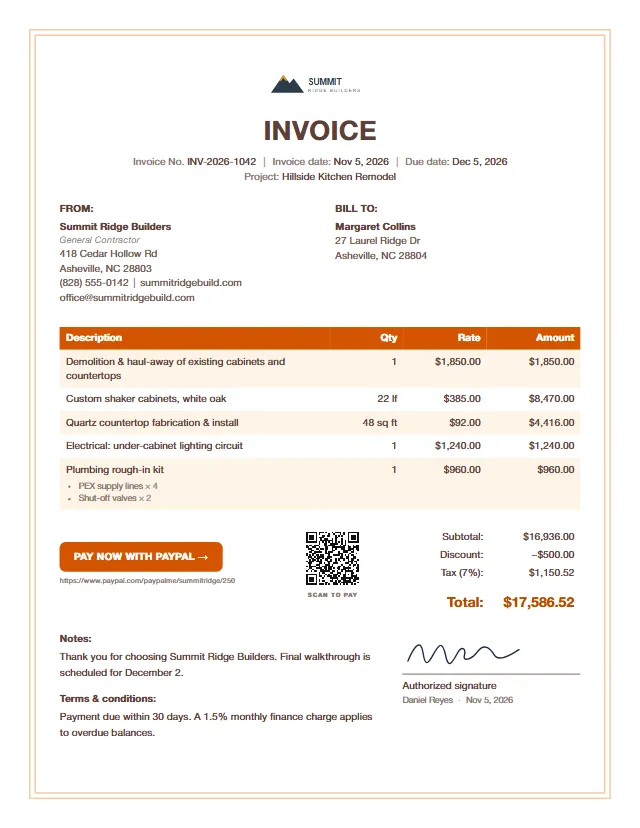 SUMMIT
RIDGE BUILDERS
INVOICE
Invoice No. INV-2026-1042 | Invoice date: Nov 5, 2026 | Due date: Dec 5, 2026
Project: Hillside Kitchen Remodel
FROM:
Summit Ridge Builders
General Contractor
418 Cedar Hollow Rd
Asheville, NC 28803
(828) 555-0142 | summitridgebuild.com
office@summitridgebuild.com
BILL TO:
Margaret Collins
27 Laurel Ridge Dr
Asheville, NC 28804
Description Qty Rate Amount
Demolition & haul-away of existing cabinets and 1 $1,850.00 $1,850.00
countertops
Custom shaker cabinets, white oak 22 lf $385.00 $8,470.00
Quartz countertop fabrication & install 48 sq ft $92.00 $4,416.00
Electrical: under-cabinet lighting circuit 1 $1,240.00 $1,240.00
Plumbing rough-in kit 1 $960.00 $960.00
• PEX supply lines × 4
• Shut-off valves × 2
PAY NOW WITH PAYPAL →
https://www.paypal.com/paypalme/summitridge/250
SCAN TO PAY
Subtotal: $16,936.00
Discount: −$500.00
Tax (7%): $1,150.52
Total: $17,586.52
Notes:
Thank you for choosing Summit Ridge Builders. Final walkthrough is
scheduled for December 2.
Terms & conditions:
Payment due within 30 days. A 1.5% monthly finance charge applies
to overdue balances.
Authorized signature
Daniel Reyes · Nov 5, 2026